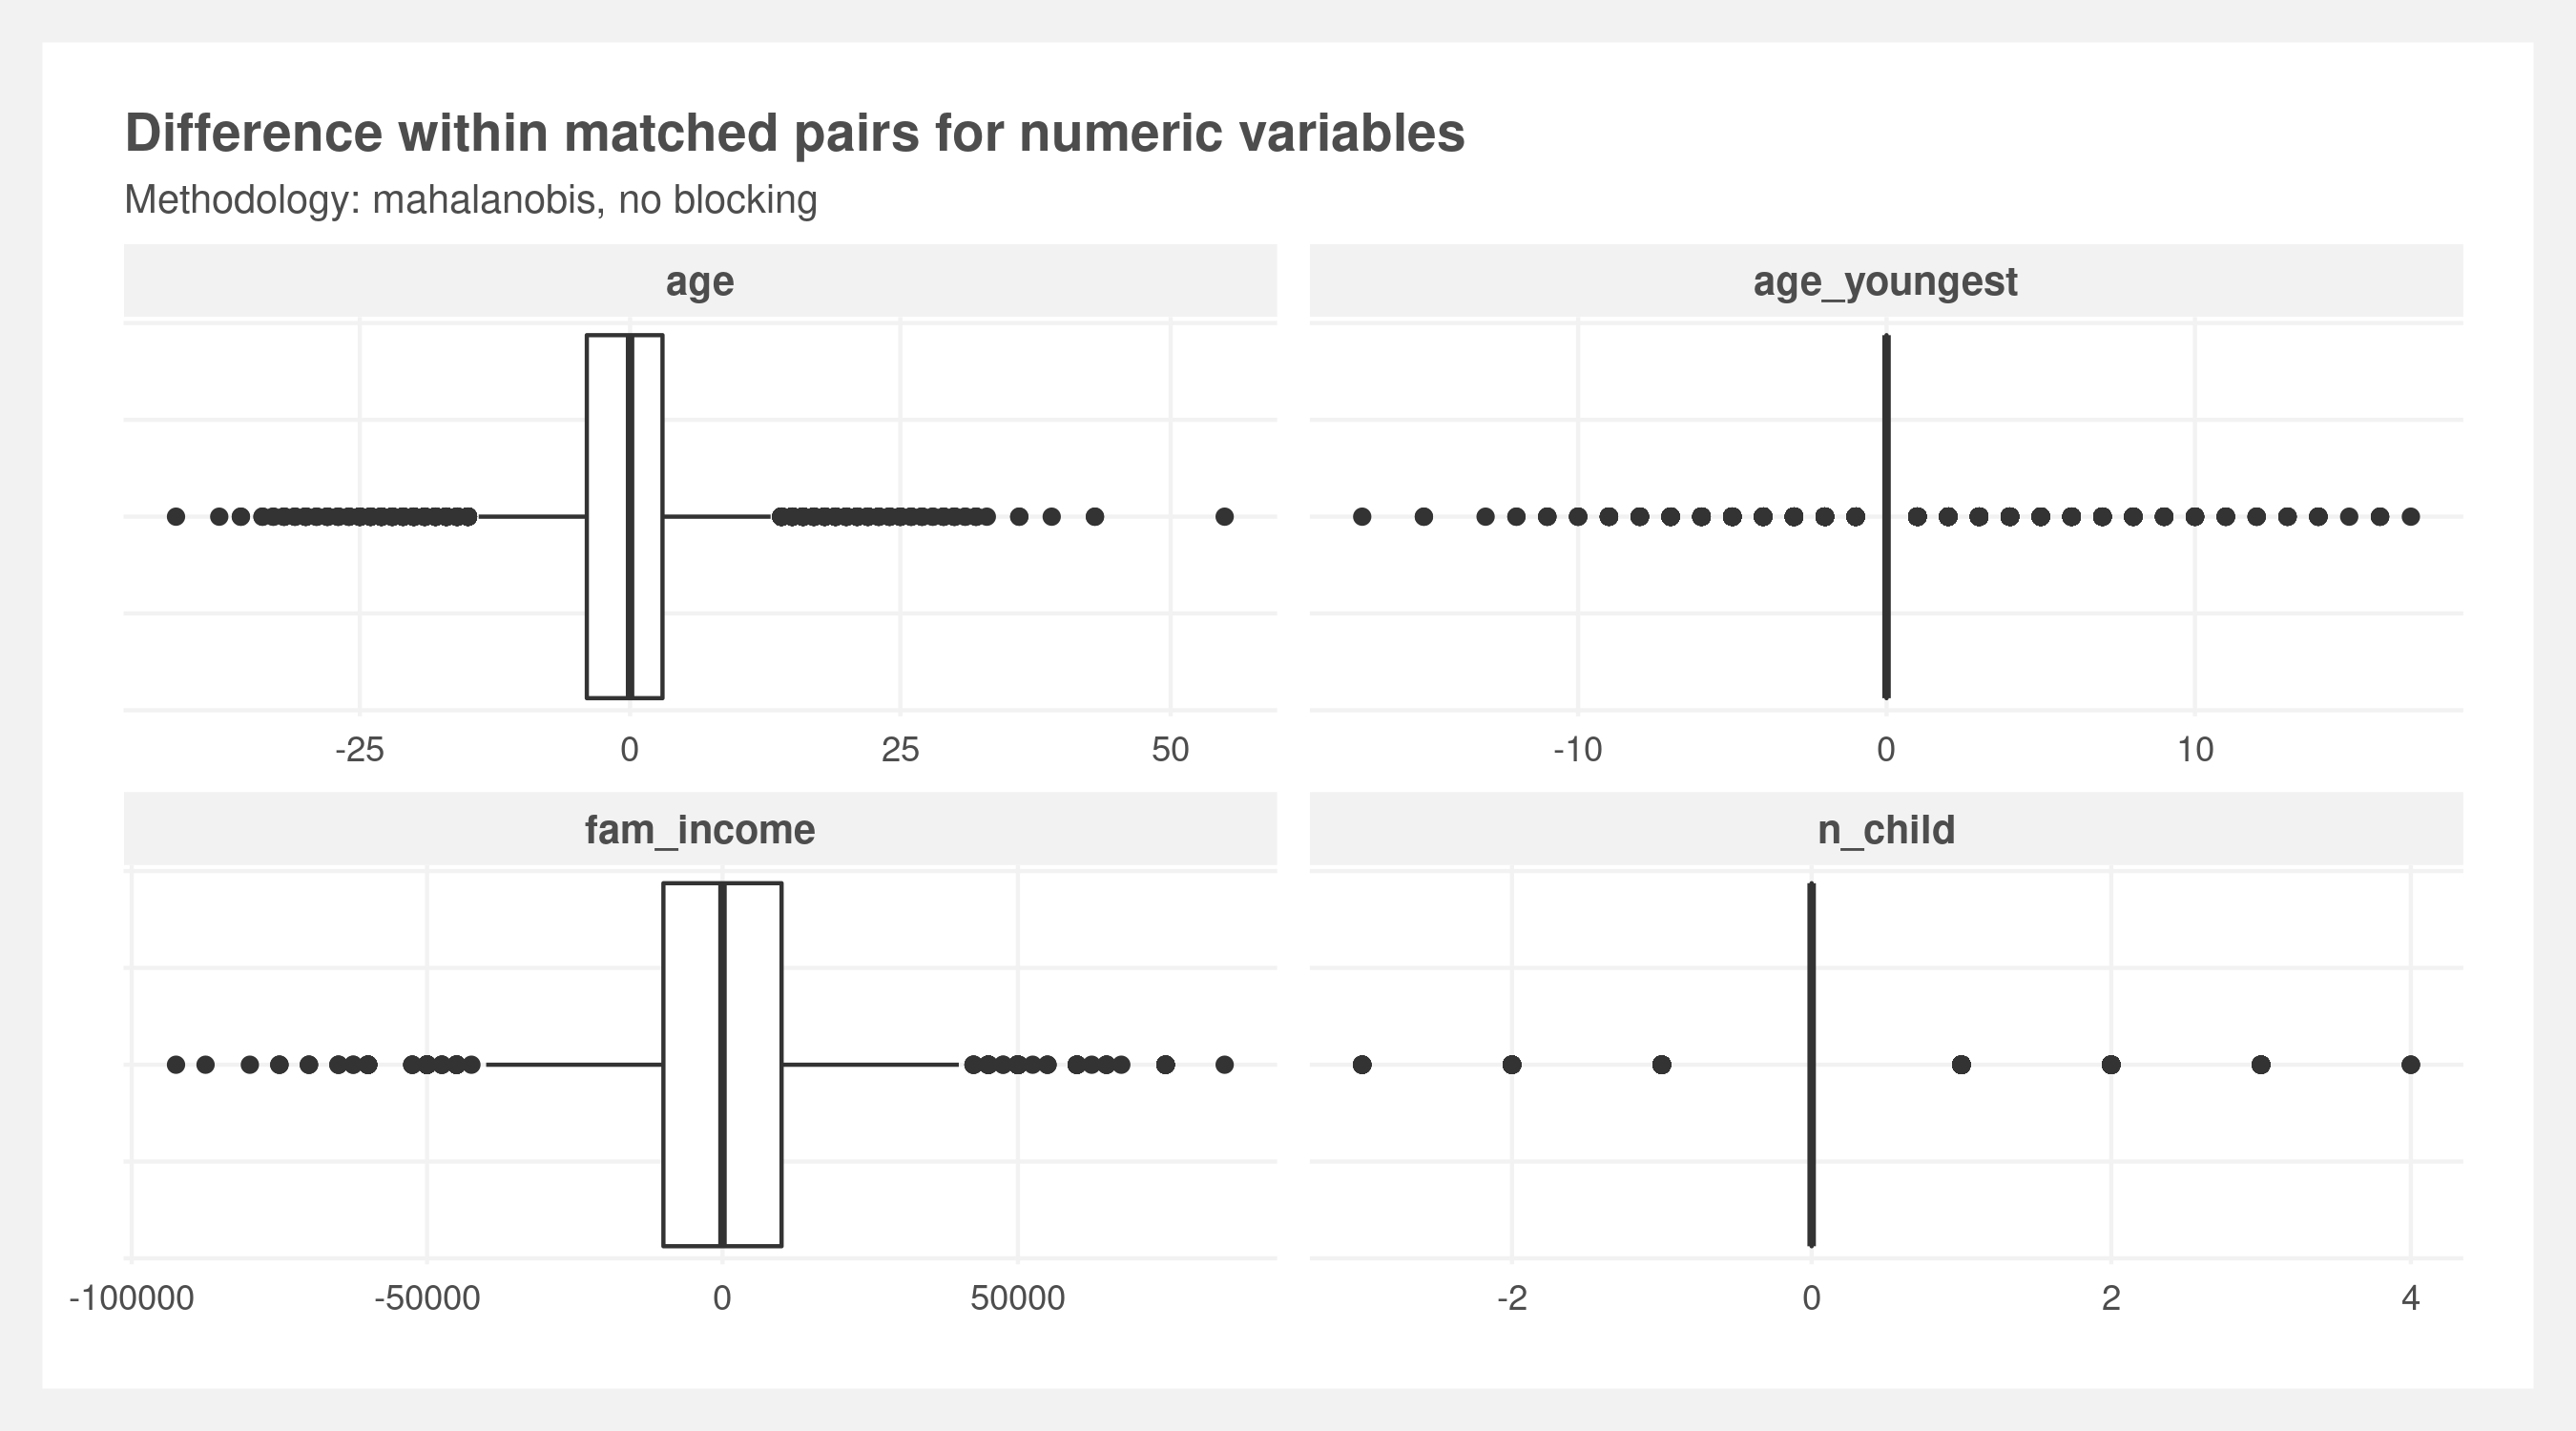 Difference within matched pairs for numeric variables
Methodology: mahalanobis, no blocking
age
age_youngest
-25 0 25 50
-10 0 10
fam_income
n_child
-100000 -50000 0 50000
-2 0 2 4